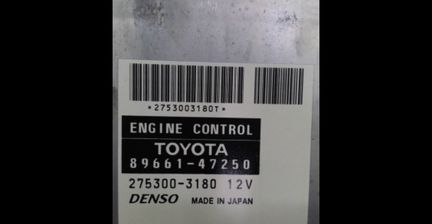 *2753003180T*
ENGINE CONTROL
TOYOTA
89661-47250
275300-3180 12V
DENSO MADE IN JAPAN